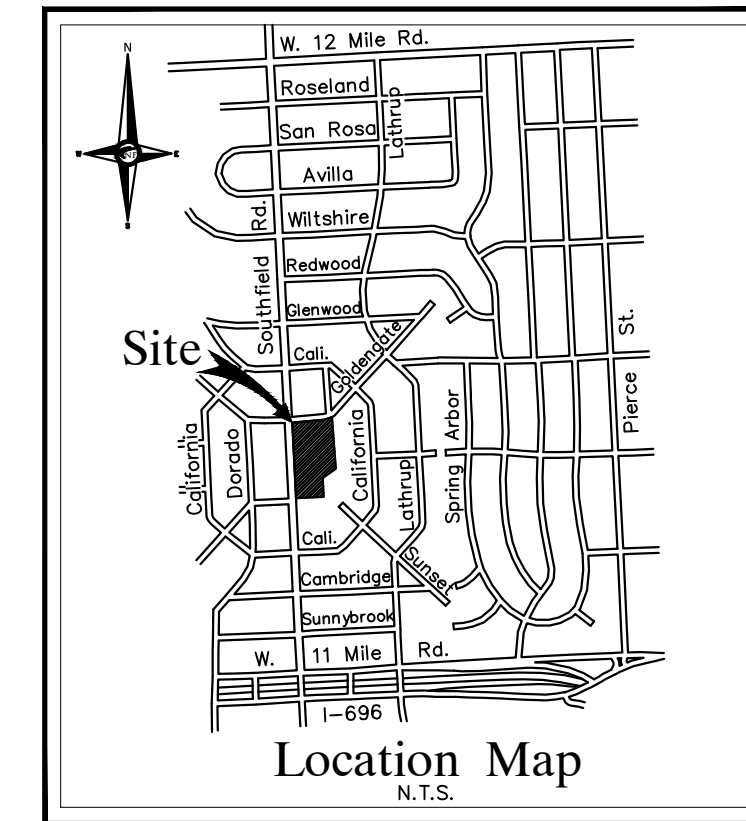 N
W. 12 Mile Rd.
Roseland
Lathrup
San Rosa
W
NF
E
Avilla
S
Southfield Rd.
Wiltshire
Redwood
Glenwood
St.
Site
Cali.
Goldengate
Pierce
California
Dorado
California
Lathrup
Spring Arbor
Cali.
Sunset
Cambridge
Sunnybrook
W. 11 Mile Rd.
I-696
Location Map
N.T.S.